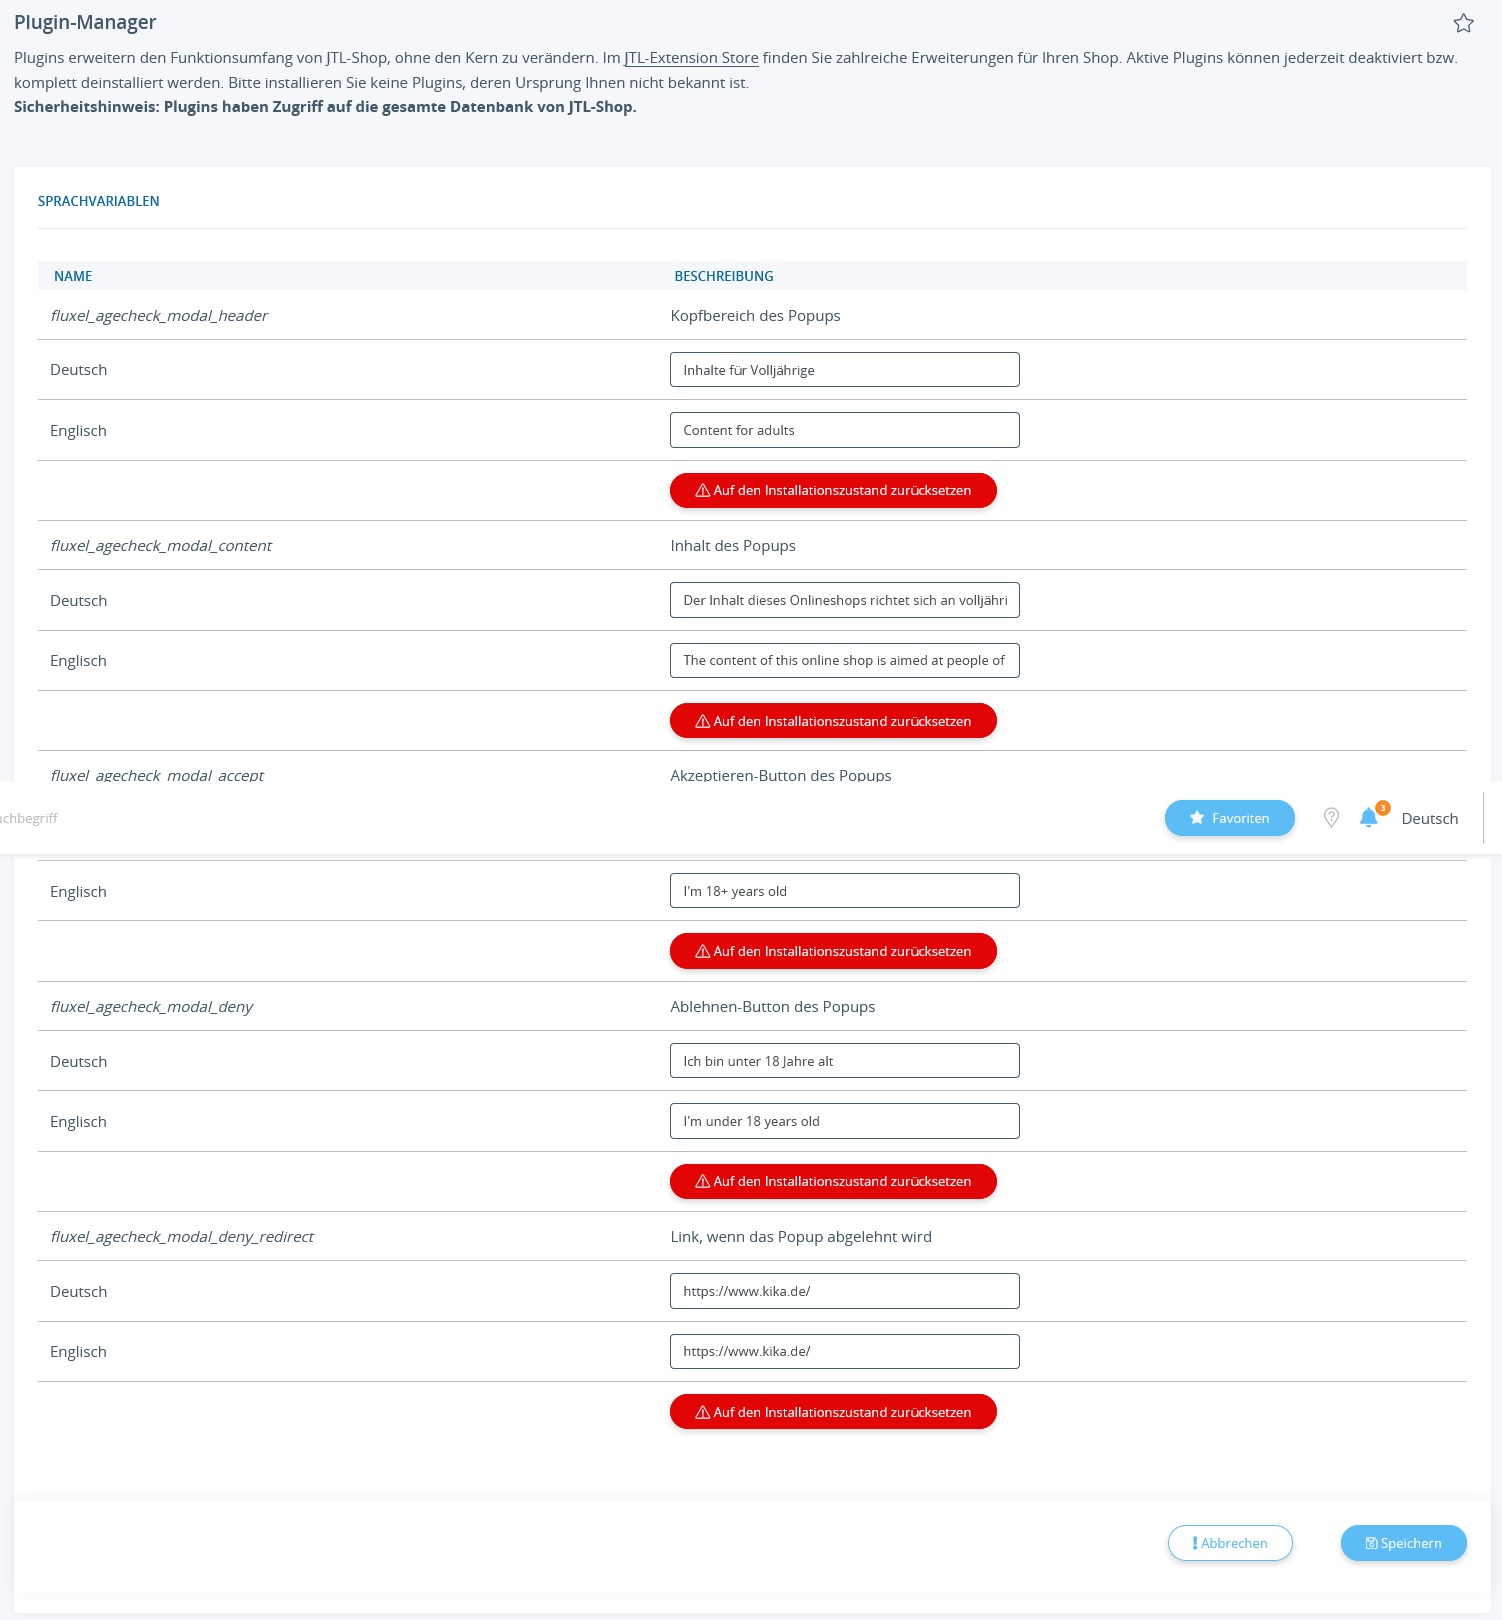 Plugin-Manager
Plugins erweitern den Funktionsumfang von JTL-Shop, ohne den Kern zu verändern. Im JTL-Extension Store finden Sie zahlreiche Erweiterungen für Ihren Shop. Aktive Plugins können jederzeit deaktiviert bzw.
komplett deinstalliert werden. Bitte installieren Sie keine Plugins, deren Ursprung Ihnen nicht bekannt ist.
Sicherheitshinweis: Plugins haben Zugriff auf die gesamte Datenbank von JTL-Shop.
SPRACHVARIABLEN
NAME BESCHREIBUNG
fluxel_agecheck_modal_header Kopfbereich des Popups
Deutsch Inhalte für Volljährige
Englisch Content for adults
Auf den Installationszustand zurücksetzen
fluxel_agecheck_modal_content Inhalt des Popups
Deutsch Der Inhalt dieses Onlineshops richtet sich an volljähri
Englisch The content of this online shop is aimed at people of
Auf den Installationszustand zurücksetzen
fluxel_agecheck_modal_accept Akzeptieren-Button des Popups
uchbegriff Favoriten 3 Deutsch
Englisch I'm 18+ years old
Auf den Installationszustand zurücksetzen
fluxel_agecheck_modal_deny Ablehnen-Button des Popups
Deutsch Ich bin unter 18 Jahre alt
Englisch I'm under 18 years old
Auf den Installationszustand zurücksetzen
fluxel_agecheck_modal_deny_redirect Link, wenn das Popup abgelehnt wird
Deutsch https://www.kika.de/
Englisch https://www.kika.de/
Auf den Installationszustand zurücksetzen
Abbrechen Speichern